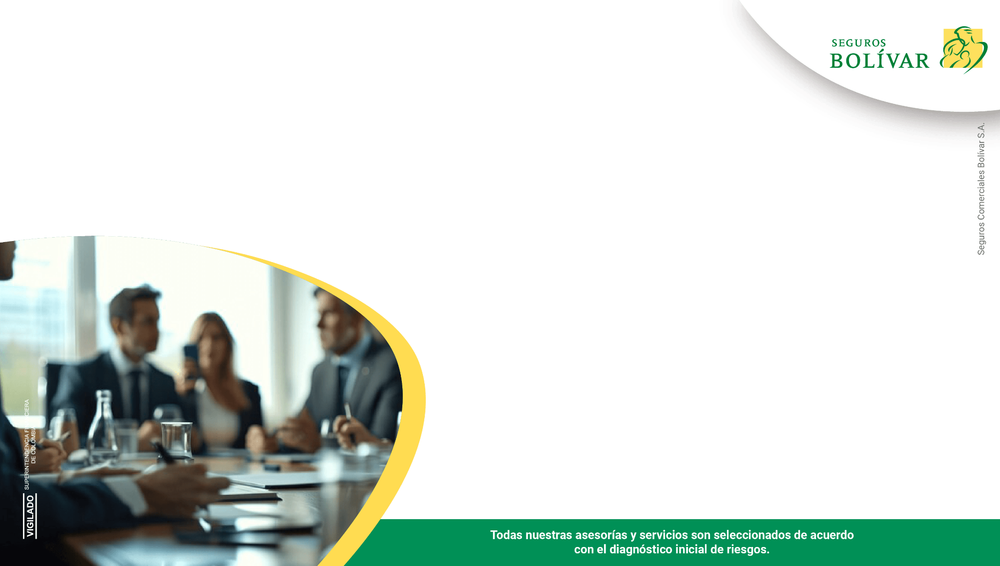 SEGUROS
BOLÍVAR
Seguros Comerciales Bolívar S.A.
VIGILADO
SUPERINTENDENCIA FINANCIERA
DE COLOMBIA
Todas nuestras asesorías y servicios son seleccionados de acuerdo
con el diagnóstico inicial de riesgos.